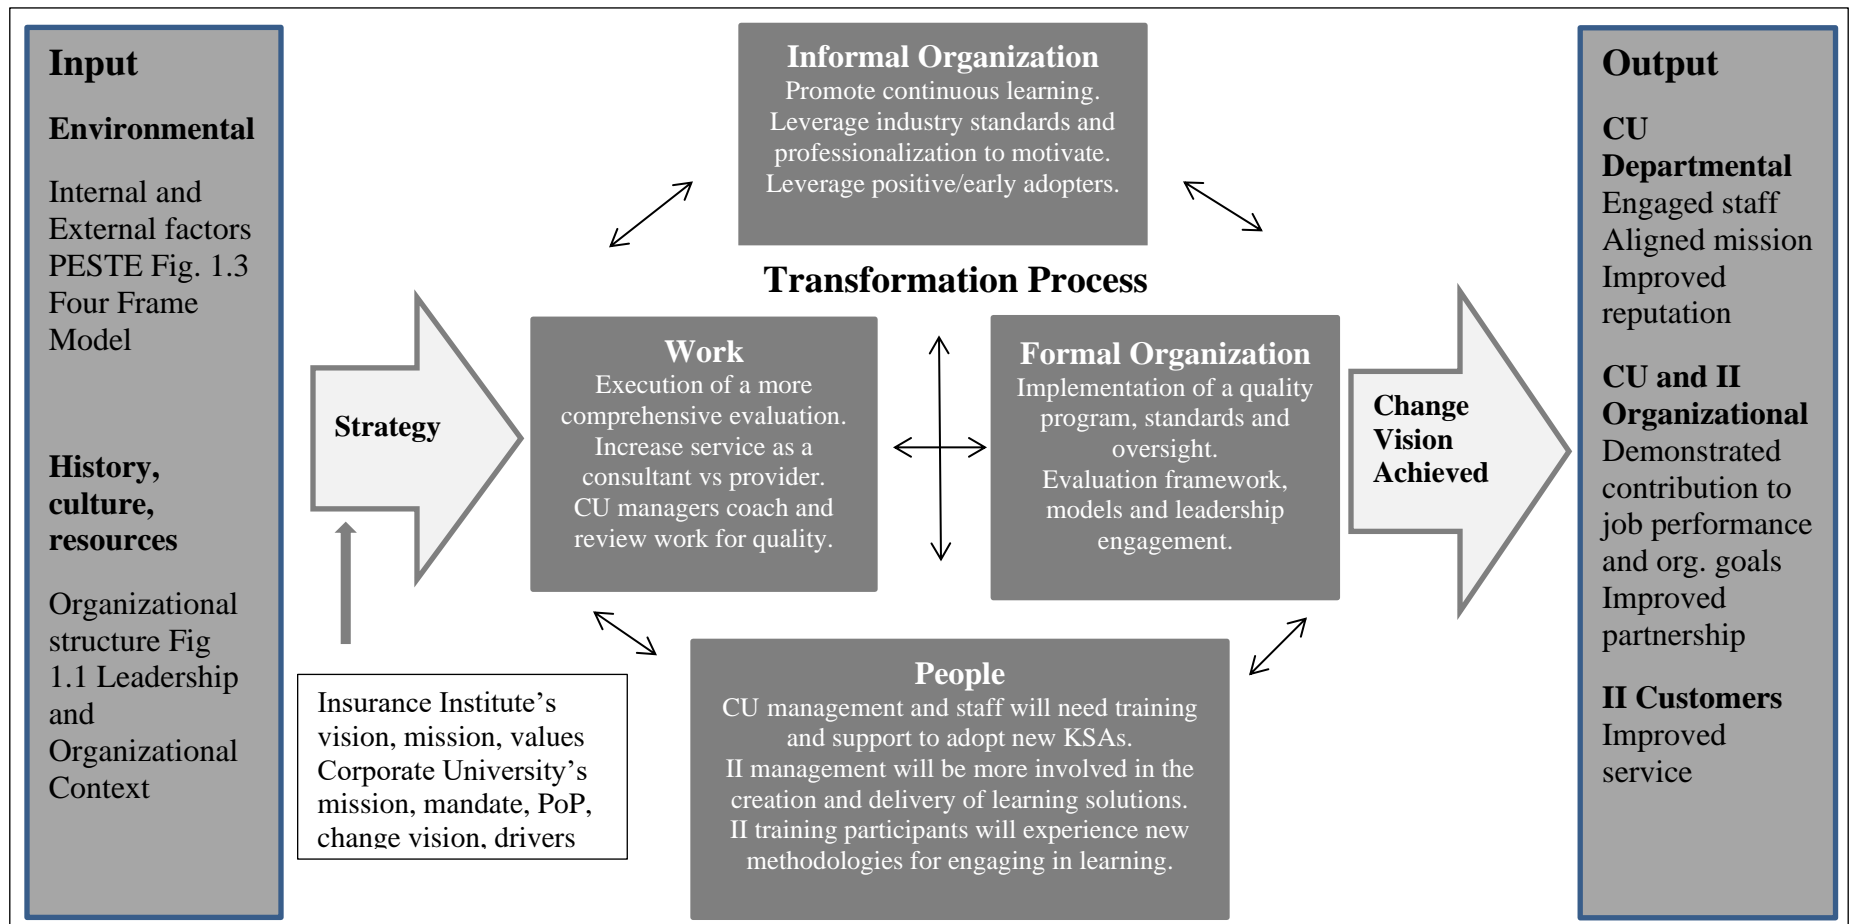 Input
Environmental
Internal and
External factors
PESTE Fig. 1.3
Four Frame
Model
History,
culture,
resources
Organizational
structure Fig
1.1 Leadership
and
Organizational
Context
Strategy
Insurance Institute’s
vision, mission, values
Corporate University’s
mission, mandate, PoP,
change vision, drivers
Informal Organization
Promote continuous learning.
Leverage industry standards and
professionalization to motivate.
Leverage positive/early adopters.
Transformation Process
Work
Execution of a more
comprehensive evaluation.
Increase service as a
consultant vs provider.
CU managers coach and
review work for quality.
Formal Organization
Implementation of a quality
program, standards and
oversight.
Evaluation framework,
models and leadership
engagement.
People
CU management and staff will need training
and support to adopt new KSAs.
II management will be more involved in the
creation and delivery of learning solutions.
II training participants will experience new
methodologies for engaging in learning.
Change
Vision
Achieved
Output
CU
Departmental
Engaged staff
Aligned mission
Improved
reputation
CU and II
Organizational
Demonstrated
contribution to
job performance
and org. goals
Improved
partnership
II Customers
Improved
service